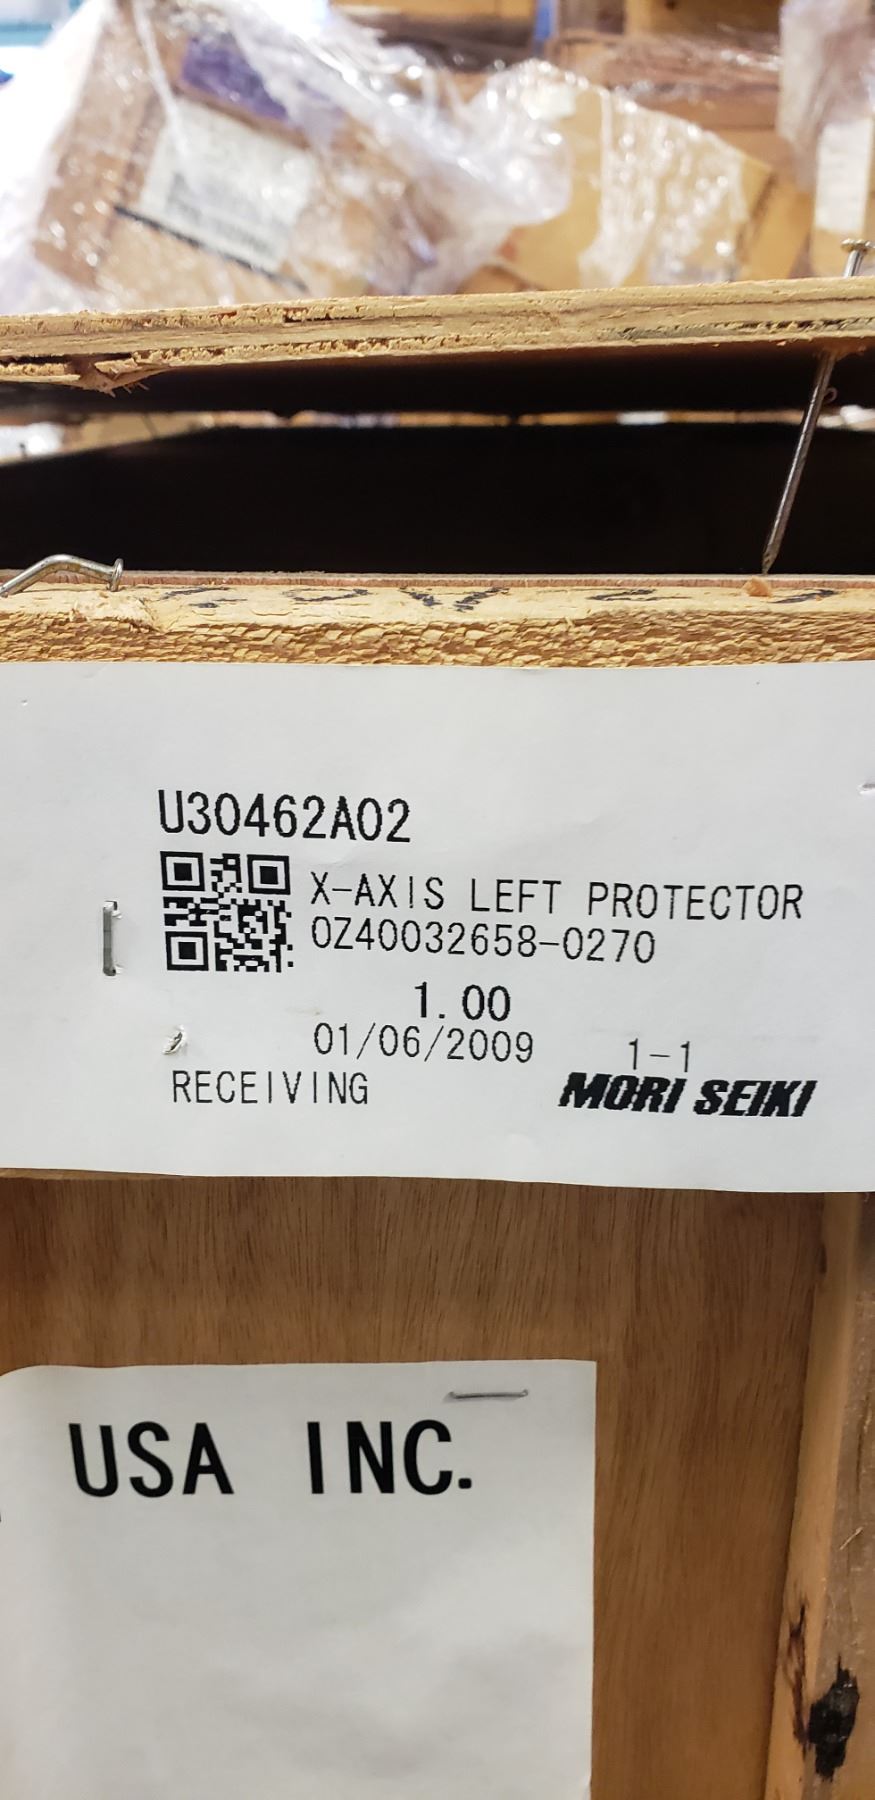 U30462A02
X-AXIS LEFT PROTECTOR
0Z40032658-0270
1.00
01/06/2009 1-1
RECEIVING MORI SEIKI
USA INC.